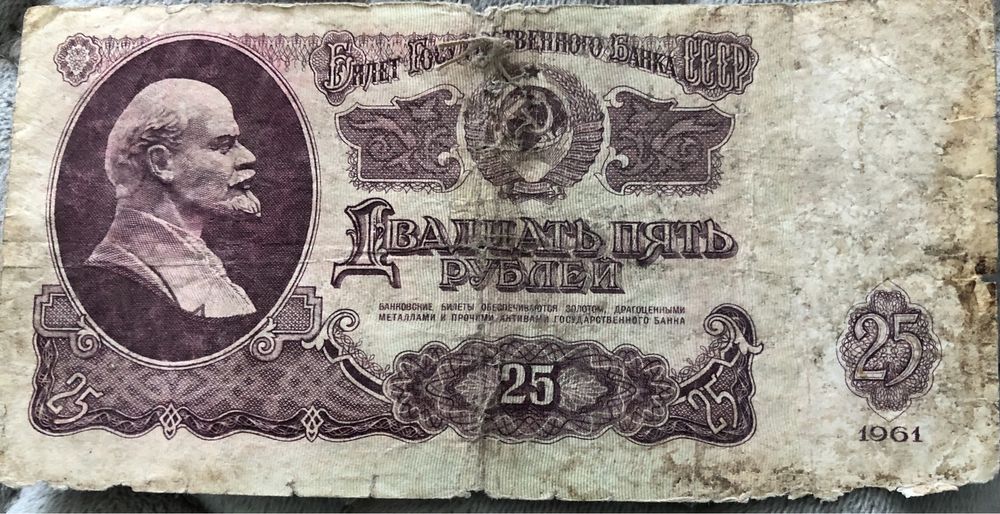 Билет Государственного Банка СССР
Двадцать пять
рублей
БАНКОВСКИЕ БИЛЕТЫ ОБЕСПЕЧИВАЮТСЯ ЗОЛОТОМ, ДРАГОЦЕННЫМИ
МЕТАЛЛАМИ И ПРОЧИМИ АКТИВАМИ ГОСУДАРСТВЕННОГО БАНКА
25
25
25
25
1961